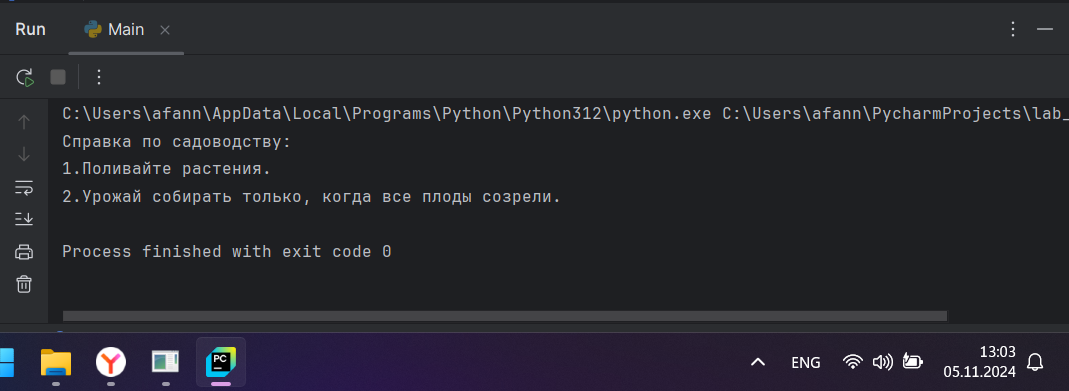 Run
Main
C:\Users\afann\AppData\Local\Programs\Python\Python312\python.exe C:\Users\afann\PycharmProjects\lab_
Справка по садоводству:
1.Поливайте растения.
2.Урожай собирать только, когда все плоды созрели.
Process finished with exit code 0
PC
ENG
13:03
05.11.2024